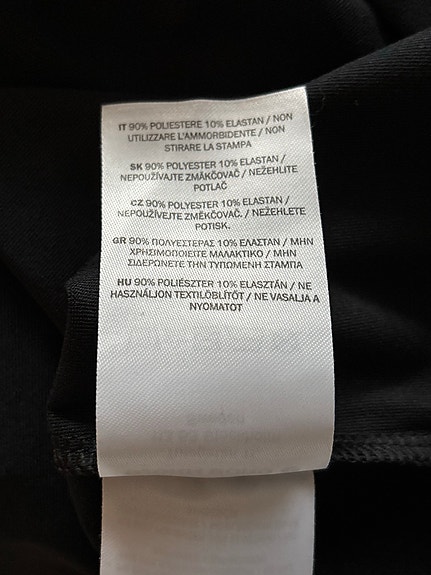 IT 90% POLIESTERE 10% ELASTAN / NON
UTILIZZARE L'AMMORBIDENTE / NON
STIRARE LA STAMPA
SK 90% POLYESTER 10% ELASTAN /
NEPOUŽÍVAJTE ZMÄKČOVAČ / NEŽEHLITE
POTLAČ
CZ 90% POLYESTER 10% ELASTAN /
NEPOUŽÍVEJTE ZMĚKČOVAČ. / NEŽEHLETE
POTISK.
GR 90% ΠΟΛΥΕΣΤΕΡΑΣ 10% ΕΛΑΣΤΑΝ / ΜΗΝ
ΧΡΗΣΙΜΟΠΟΙΕΙΤΕ ΜΑΛΑΚΤΙΚΟ / ΜΗΝ
ΣΙΔΕΡΩΝΕΤΕ ΤΗΝ ΤΥΠΩΜΕΝΗ ΣΤΑΜΠΑ
HU 90% POLIÉSZTER 10% ELASZTÁN / NE
HASZNÁLJON TEXTILÖBLÍTŐT / NE VASALJA A
NYOMATOT